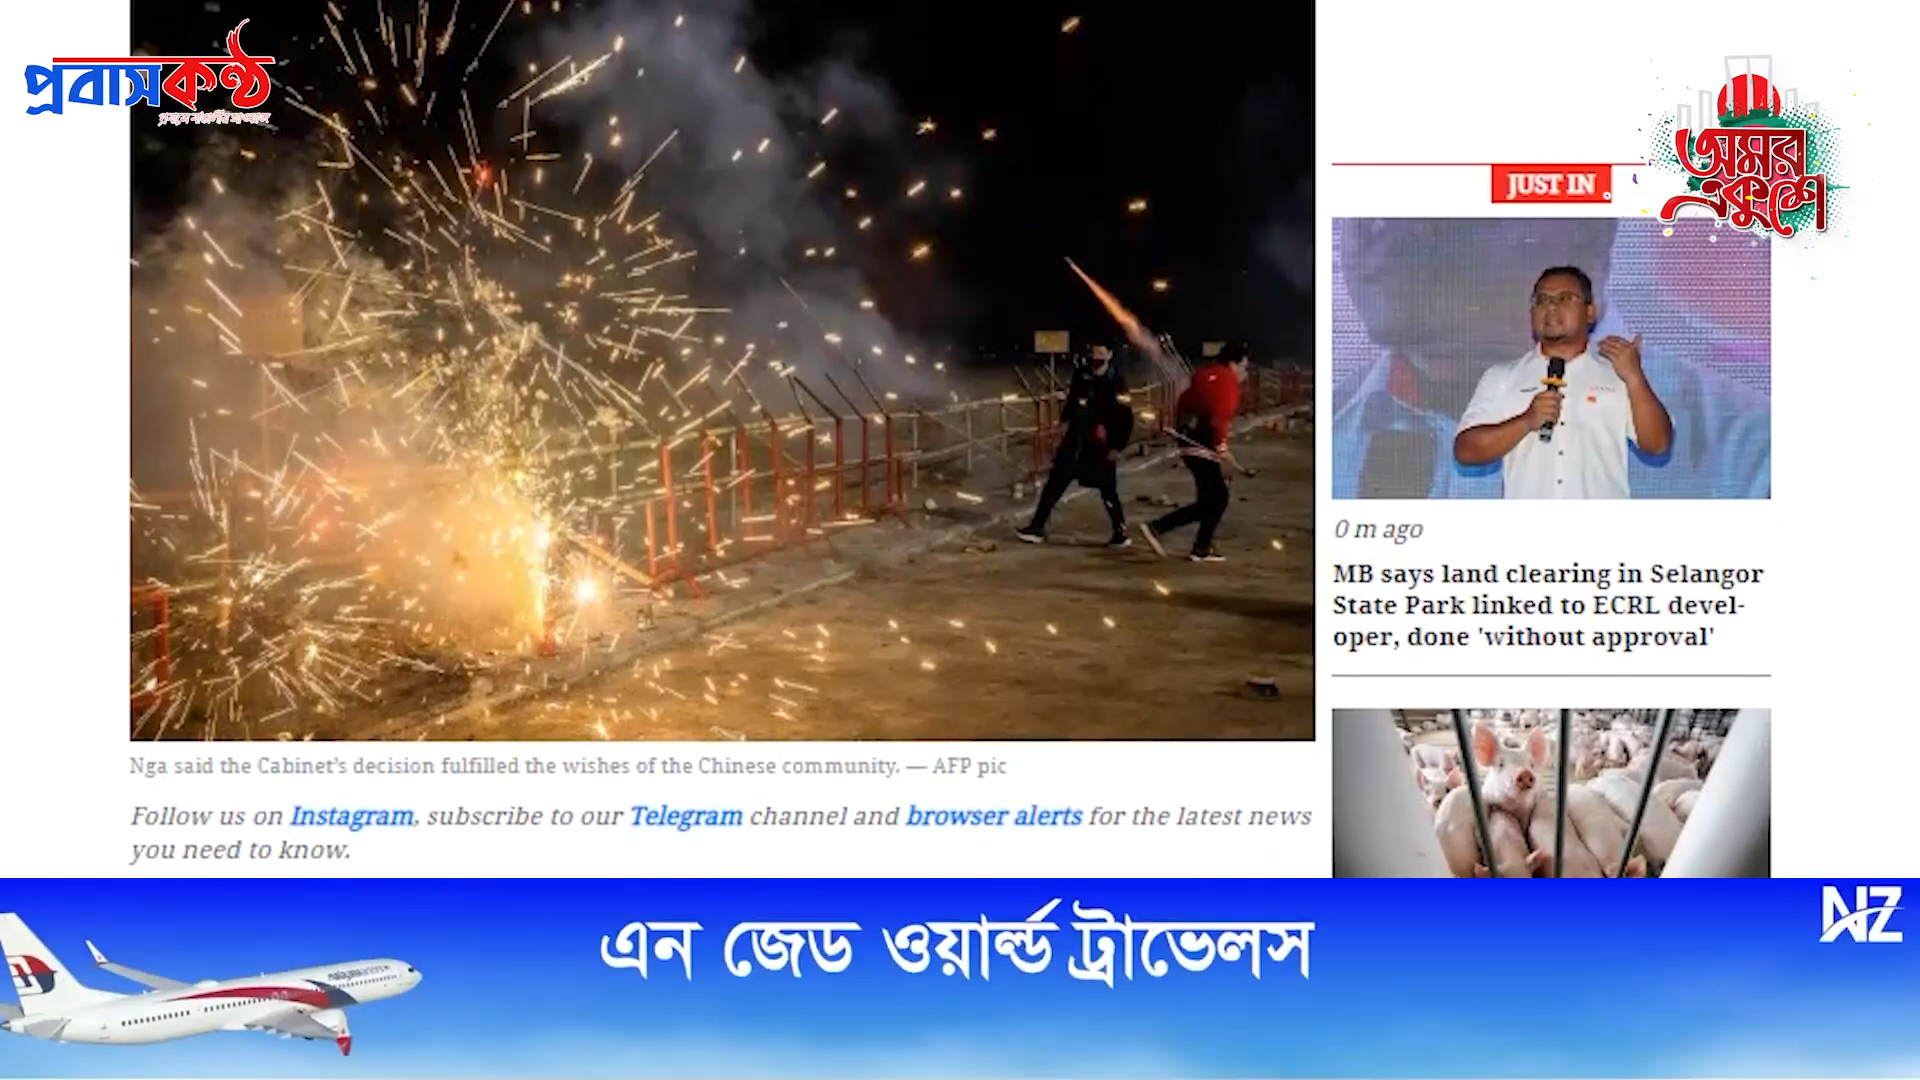 প্রবাসকণ্ঠ
অমর
একুশে
JUST IN
0 m ago
MB says land clearing in Selangor
State Park linked to ECRL devel-
oper, done 'without approval'
Nga said the Cabinet’s decision fulfilled the wishes of the Chinese community. — AFP pic
Follow us on Instagram, subscribe to our Telegram channel and browser alerts for the latest news
you need to know.
এন জেড ওয়ার্ল্ড ট্রাভেলস
NZ